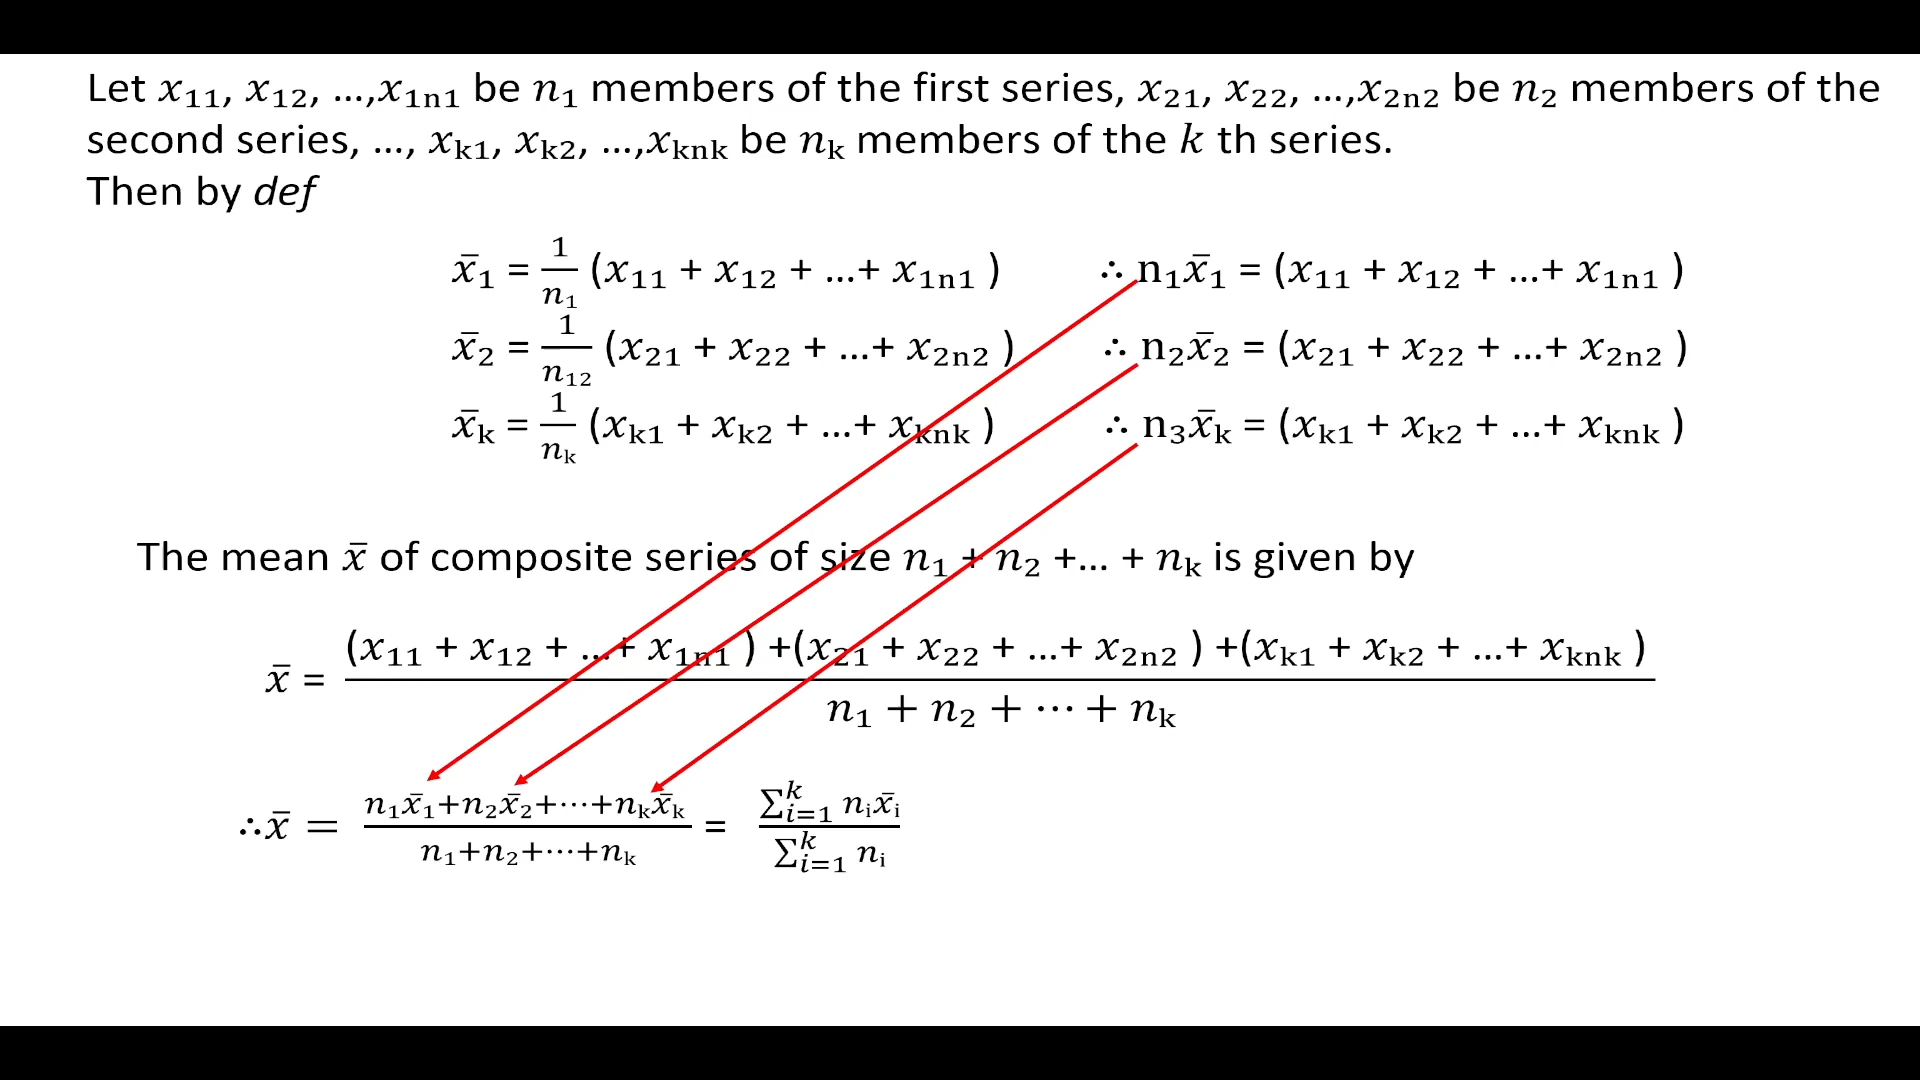 Let x₁₁, x₁₂, ...,x₁ₙ₁ be n₁ members of the first series, x₂₁, x₂₂, ...,x₂ₙ₂ be n₂ members of the
second series, ..., xₖ₁, xₖ₂, ...,xₖₙₖ be nₖ members of the k th series.
Then by def
x̄₁ = 1/n₁ (x₁₁ + x₁₂ + ...+ x₁ₙ₁ ) ∴ n₁x̄₁ = (x₁₁ + x₁₂ + ...+ x₁ₙ₁ )
x̄₂ = 1/n₁₂ (x₂₁ + x₂₂ + ...+ x₂ₙ₂ ) ∴ n₂x̄₂ = (x₂₁ + x₂₂ + ...+ x₂ₙ₂ )
x̄ₖ = 1/nₖ (xₖ₁ + xₖ₂ + ...+ xₖₙₖ ) ∴ n₃x̄ₖ = (xₖ₁ + xₖ₂ + ...+ xₖₙₖ )
The mean x̄ of composite series of size n₁ + n₂ +... + nₖ is given by
x̄ = ((x₁₁ + x₁₂ + ...+ x₁ₙ₁ ) +(x₂₁ + x₂₂ + ...+ x₂ₙ₂ ) +(xₖ₁ + xₖ₂ + ...+ xₖₙₖ ))/(n₁ + n₂ + ⋯ + nₖ)
∴x̄ = (n₁x̄₁+n₂x̄₂+⋯+nₖx̄ₖ)/(n₁+n₂+⋯+nₖ) = (∑ᵢ₌₁ᵏ nᵢx̄ᵢ)/(∑ᵢ₌₁ᵏ nᵢ)